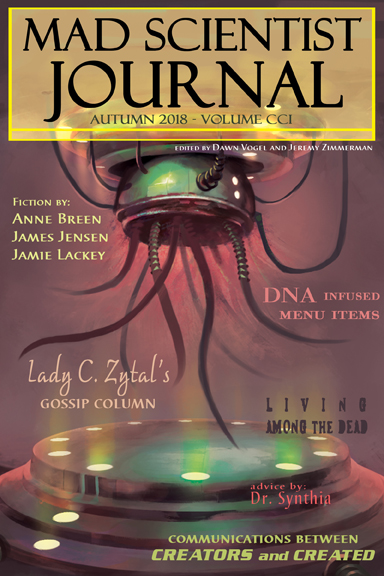 MAD SCIENTIST
JOURNAL
AUTUMN 2018 - VOLUME CCI
EDITED BY DAWN VOGEL AND JEREMY ZIMMERMAN
FICTION BY:
ANNE BREEN
JAMES JENSEN
JAMIE LACKEY
DNA INFUSED
MENU ITEMS
Lady C. Zytal's
GOSSIP COLUMN
LIVING
AMONG THE DEAD
advice by:
Dr. Synthia
COMMUNICATIONS BETWEEN
CREATORS and CREATED